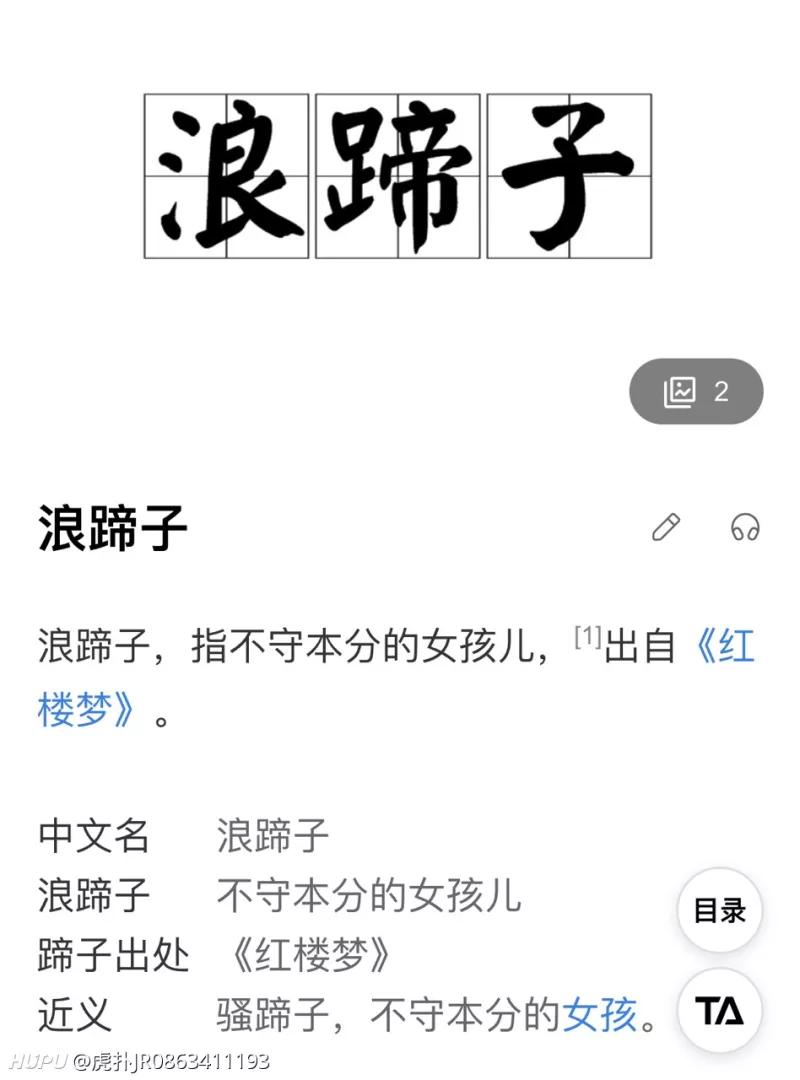 浪蹄子
2
浪蹄子
浪蹄子，指不守本分的女孩儿，[1]出自《红
楼梦》。
中文名 浪蹄子
浪蹄子 不守本分的女孩儿
目录
蹄子出处 《红楼梦》
近义 骚蹄子，不守本分的女孩。
TA
HUPU @虎扑JR0863411193